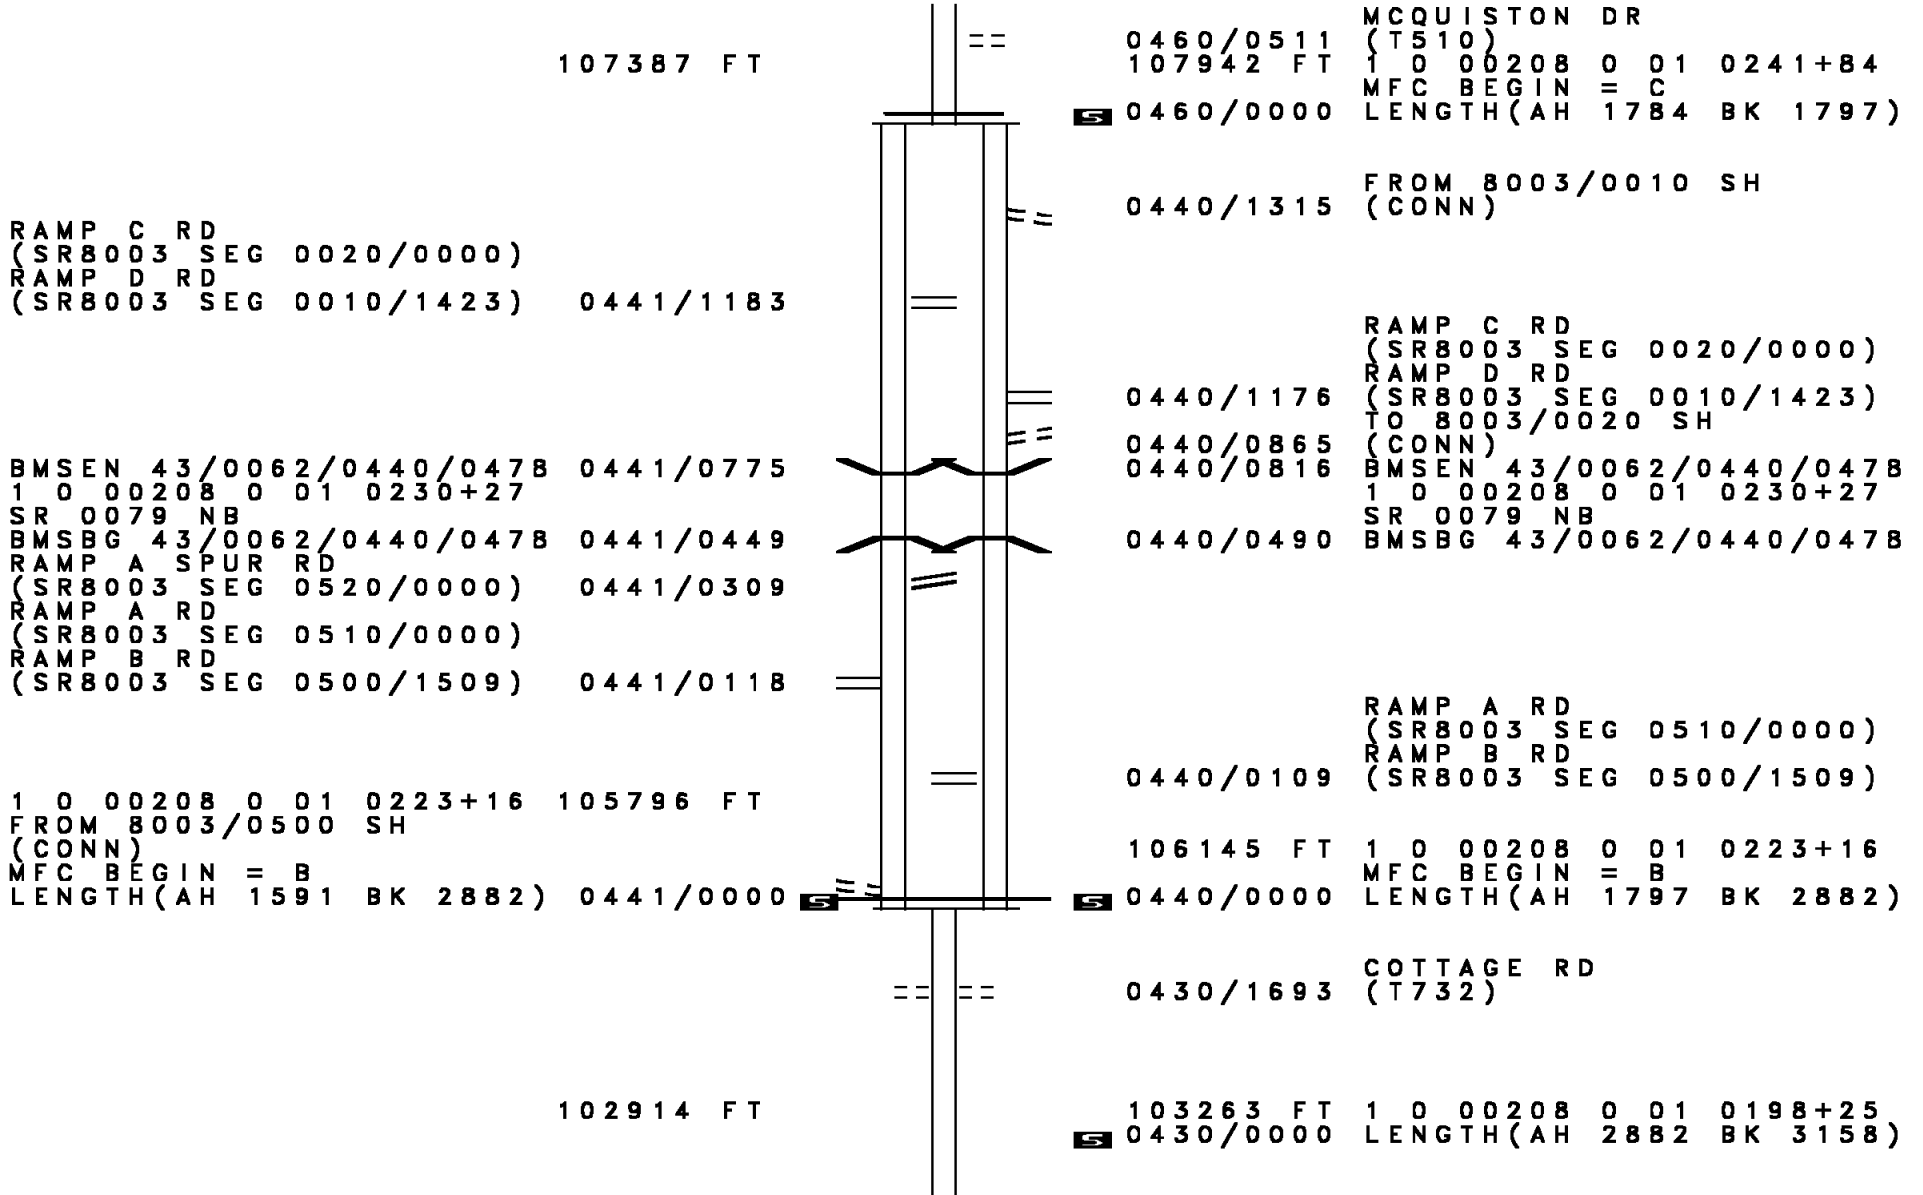 MCQUISTON DR
0460/0511 (T510)
107387 FT 107942 FT 1 0 00208 0 01 0241+84
MFC BEGIN = C
S 0460/0000 LENGTH(AH 1784 BK 1797)
FROM 8003/0010 SH
0440/1315 (CONN)
RAMP C RD
(SR8003 SEG 0020/0000)
RAMP D RD
(SR8003 SEG 0010/1423) 0441/1183
RAMP C RD
(SR8003 SEG 0020/0000)
RAMP D RD
0440/1176 (SR8003 SEG 0010/1423)
TO 8003/0020 SH
0440/0865 (CONN)
BMSEN 43/0062/0440/0478 0441/0775 0440/0816 BMSEN 43/0062/0440/0478
1 0 00208 0 01 0230+27 1 0 00208 0 01 0230+27
SR 0079 NB SR 0079 NB
BMSBG 43/0062/0440/0478 0441/0449 0440/0490 BMSBG 43/0062/0440/0478
RAMP A SPUR RD
(SR8003 SEG 0520/0000) 0441/0309
RAMP A RD
(SR8003 SEG 0510/0000)
RAMP B RD
(SR8003 SEG 0500/1509) 0441/0118
RAMP A RD
(SR8003 SEG 0510/0000)
RAMP B RD
0440/0109 (SR8003 SEG 0500/1509)
1 0 00208 0 01 0223+16 105796 FT
FROM 8003/0500 SH
(CONN) 106145 FT 1 0 00208 0 01 0223+16
MFC BEGIN = B MFC BEGIN = B
LENGTH(AH 1591 BK 2882) 0441/0000 S S 0440/0000 LENGTH(AH 1797 BK 2882)
COTTAGE RD
0430/1693 (T732)
102914 FT 103263 FT 1 0 00208 0 01 0198+25
S 0430/0000 LENGTH(AH 2882 BK 3158)